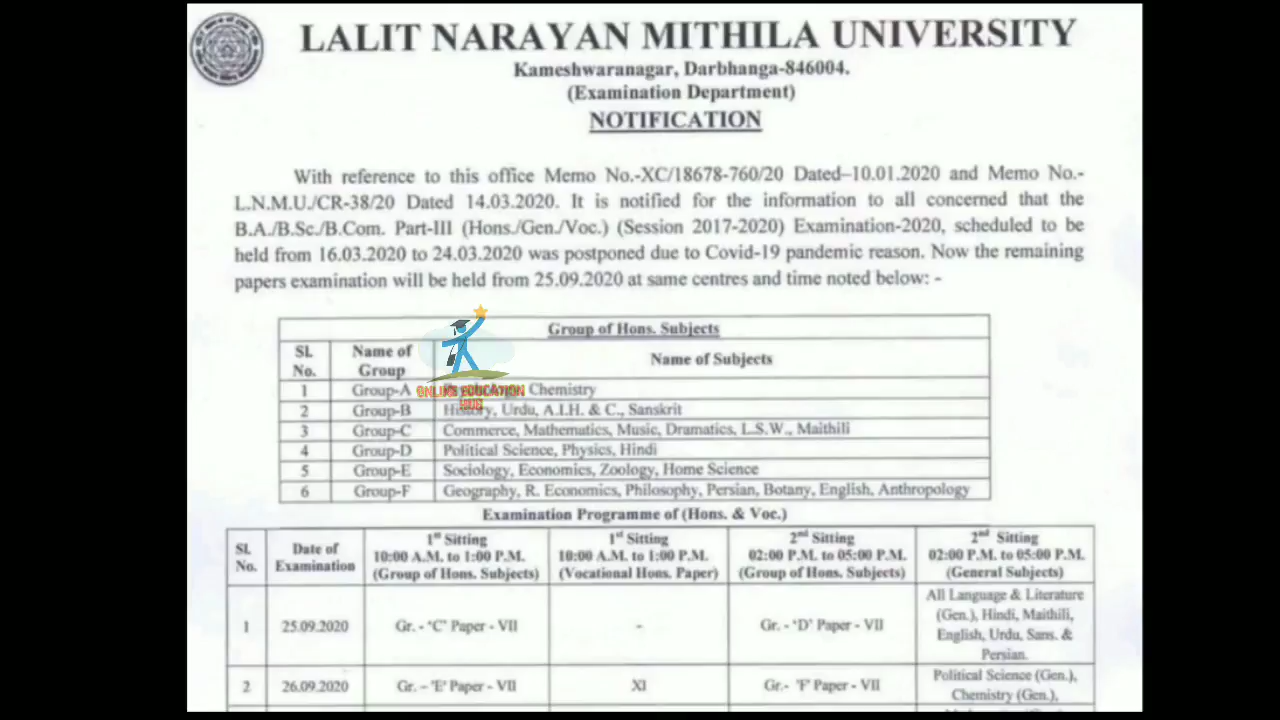 LALIT NARAYAN MITHILA UNIVERSITY
Kameshwaranagar, Darbhanga-846004.
(Examination Department)
NOTIFICATION
With reference to this office Memo No.-XC/18678-760/20 Dated–10.01.2020 and Memo No.-
L.N.M.U./CR-38/20 Dated 14.03.2020. It is notified for the information to all concerned that the
B.A./B.Sc./B.Com. Part-III (Hons./Gen./Voc.) (Session 2017-2020) Examination-2020, scheduled to be
held from 16.03.2020 to 24.03.2020 was postponed due to Covid-19 pandemic reason. Now the remaining
papers examination will be held from 25.09.2020 at same centres and time noted below: -
Group of Hons. Subjects
SL No. Name of Group Name of Subjects
1 Group-A Chemistry
ONLINE EDUCATION
HUB
2 Group-B History, Urdu, A.I.H. & C., Sanskrit
3 Group-C Commerce, Mathematics, Music, Dramatics, L.S.W., Maithili
4 Group-D Political Science, Physics, Hindi
5 Group-E Sociology, Economics, Zoology, Home Science
6 Group-F Geography, R. Economics, Philosophy, Persian, Botany, English, Anthropology
Examination Programme of (Hons. & Voc.)
SL No. Date of Examination 1st Sitting 10:00 A.M. to 1:00 P.M. (Group of Hons. Subjects) 1st Sitting 10:00 A.M. to 1:00 P.M. (Vocational Hons. Paper) 2nd Sitting 02:00 P.M. to 05:00 P.M. (Group of Hons. Subjects) 2nd Sitting 02:00 P.M. to 05:00 P.M. (General Subjects)
1 25.09.2020 Gr. - 'C' Paper - VII - Gr. - 'D' Paper - VII All Language & Literature (Gen.), Hindi, Maithili, English, Urdu, Sans. & Persian.
2 26.09.2020 Gr. - 'E' Paper - VII XI Gr.- 'F' Paper - VII Political Science (Gen.), Chemistry (Gen.),